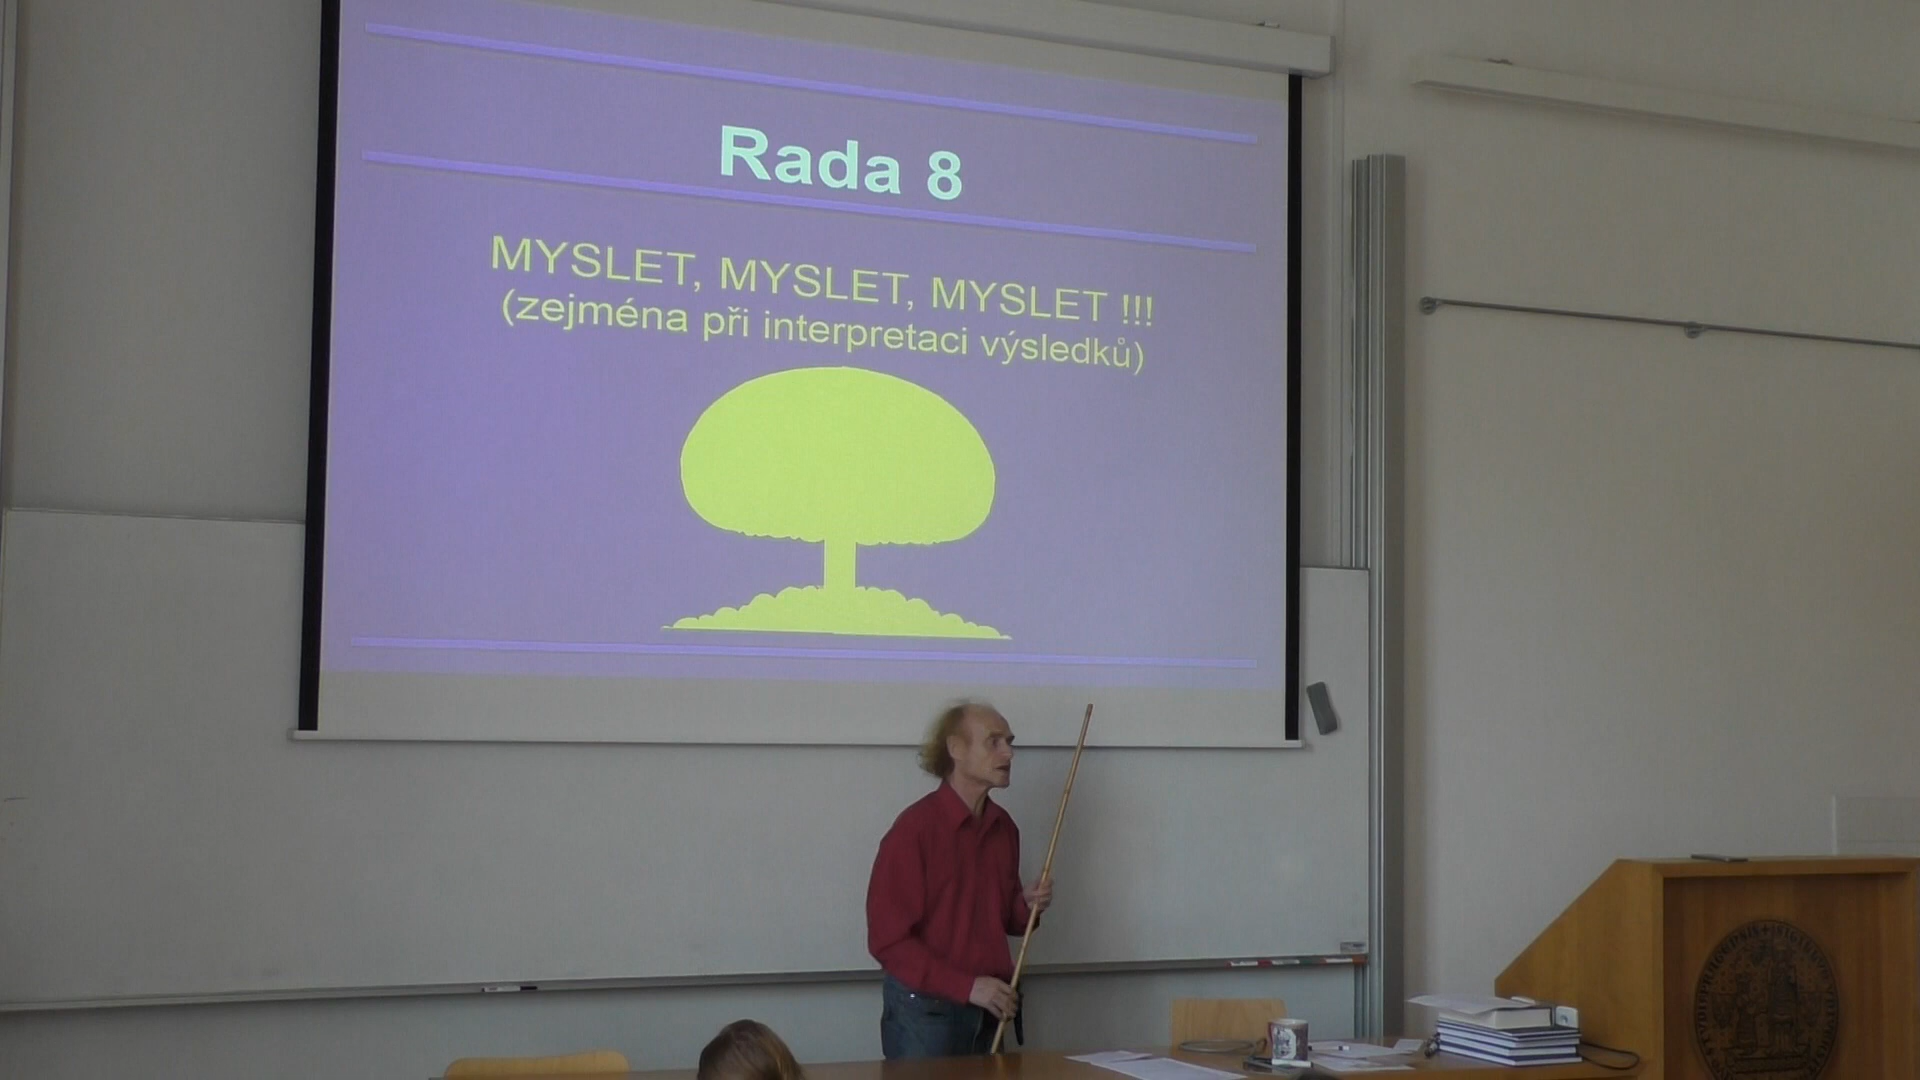 Rada 8
MYSLET, MYSLET, MYSLET !!!
(zejména při interpretaci výsledků)